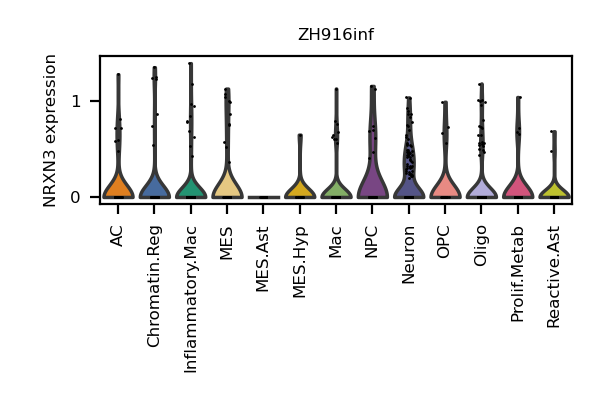 ZH916inf
NRXN3 expression
1
0
AC
Chromatin.Reg
Inflammatory.Mac
MES
MES.Ast
MES.Hyp
Mac
NPC
Neuron
OPC
Oligo
Prolif.Metab
Reactive.Ast